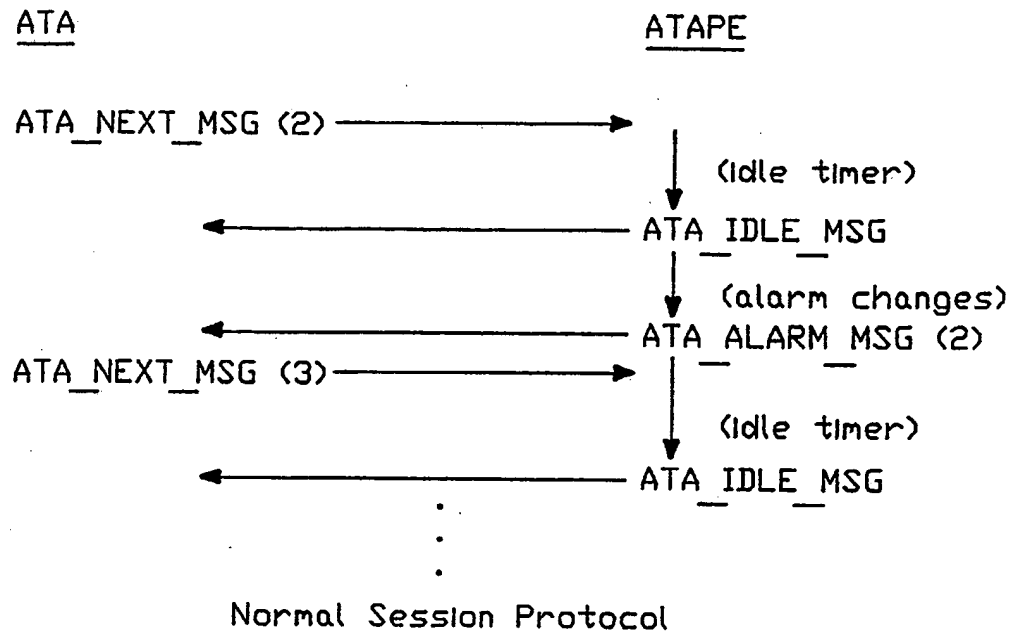 ATA
ATAPE
ATA_NEXT_MSG (2)
(idle timer)
ATA_IDLE_MSG
(alarm changes)
ATA_ALARM_MSG (2)
ATA_NEXT_MSG (3)
(idle timer)
ATA_IDLE_MSG
Normal Session Protocol